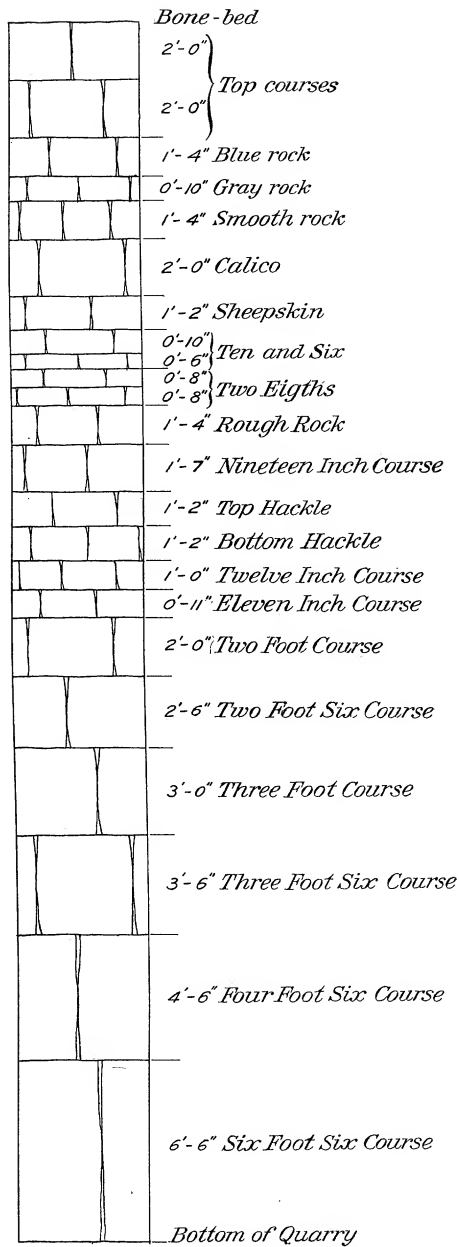 Bone-bed
2'-0"
Top courses
2'-0"
1'-4" Blue rock
0'-10" Gray rock
1'-4" Smooth rock
2'-0" Calico
1'-2" Sheepskin
0'-10"
Ten and Six
0'-6"
0'-8"
Two Eigths
0'-8"
1'-4" Rough Rock
1'-7" Nineteen Inch Course
1'-2" Top Hackle
1'-2" Bottom Hackle
1'-0" Twelve Inch Course
0'-11" Eleven Inch Course
2'-0" Two Foot Course
2'-6" Two Foot Six Course
3'-0" Three Foot Course
3'-6" Three Foot Six Course
4'-6" Four Foot Six Course
6'-6" Six Foot Six Course
Bottom of Quarry